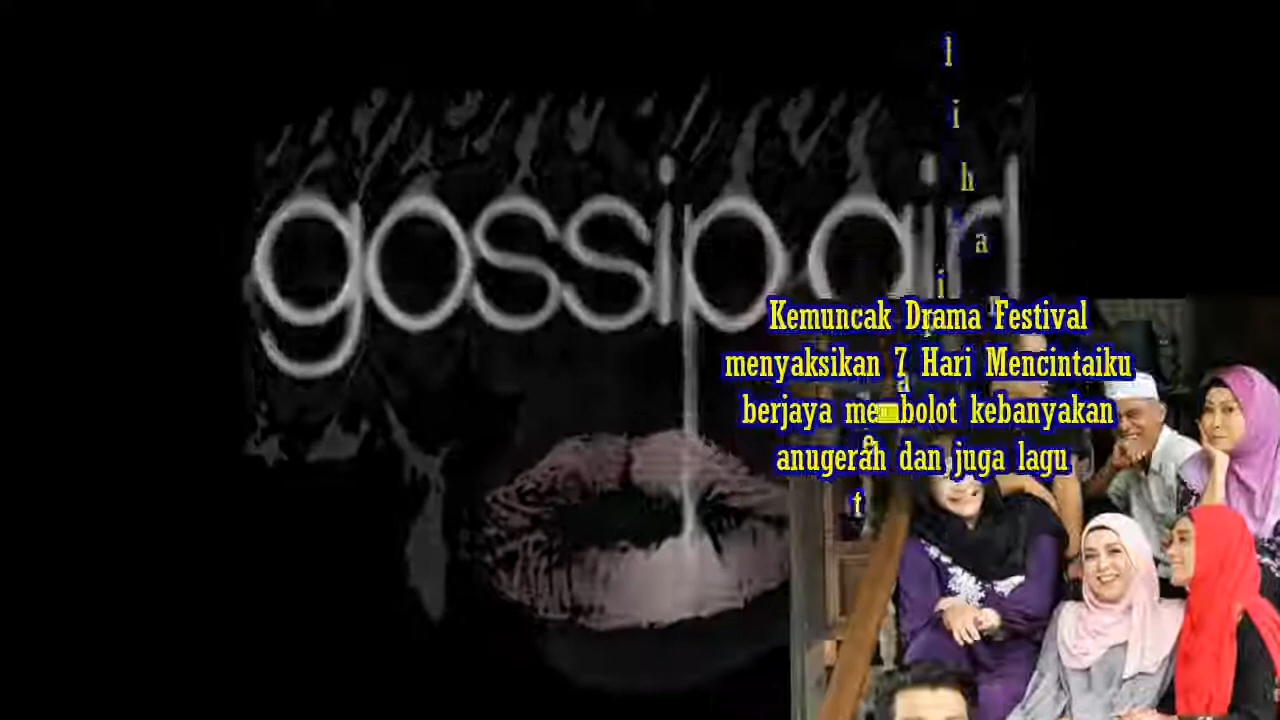 gossip girl
Kemuncak Drama Festival
menyaksikan 7 Hari Mencintaiku
berjaya membolot kebanyakan
anugerah dan juga lagu